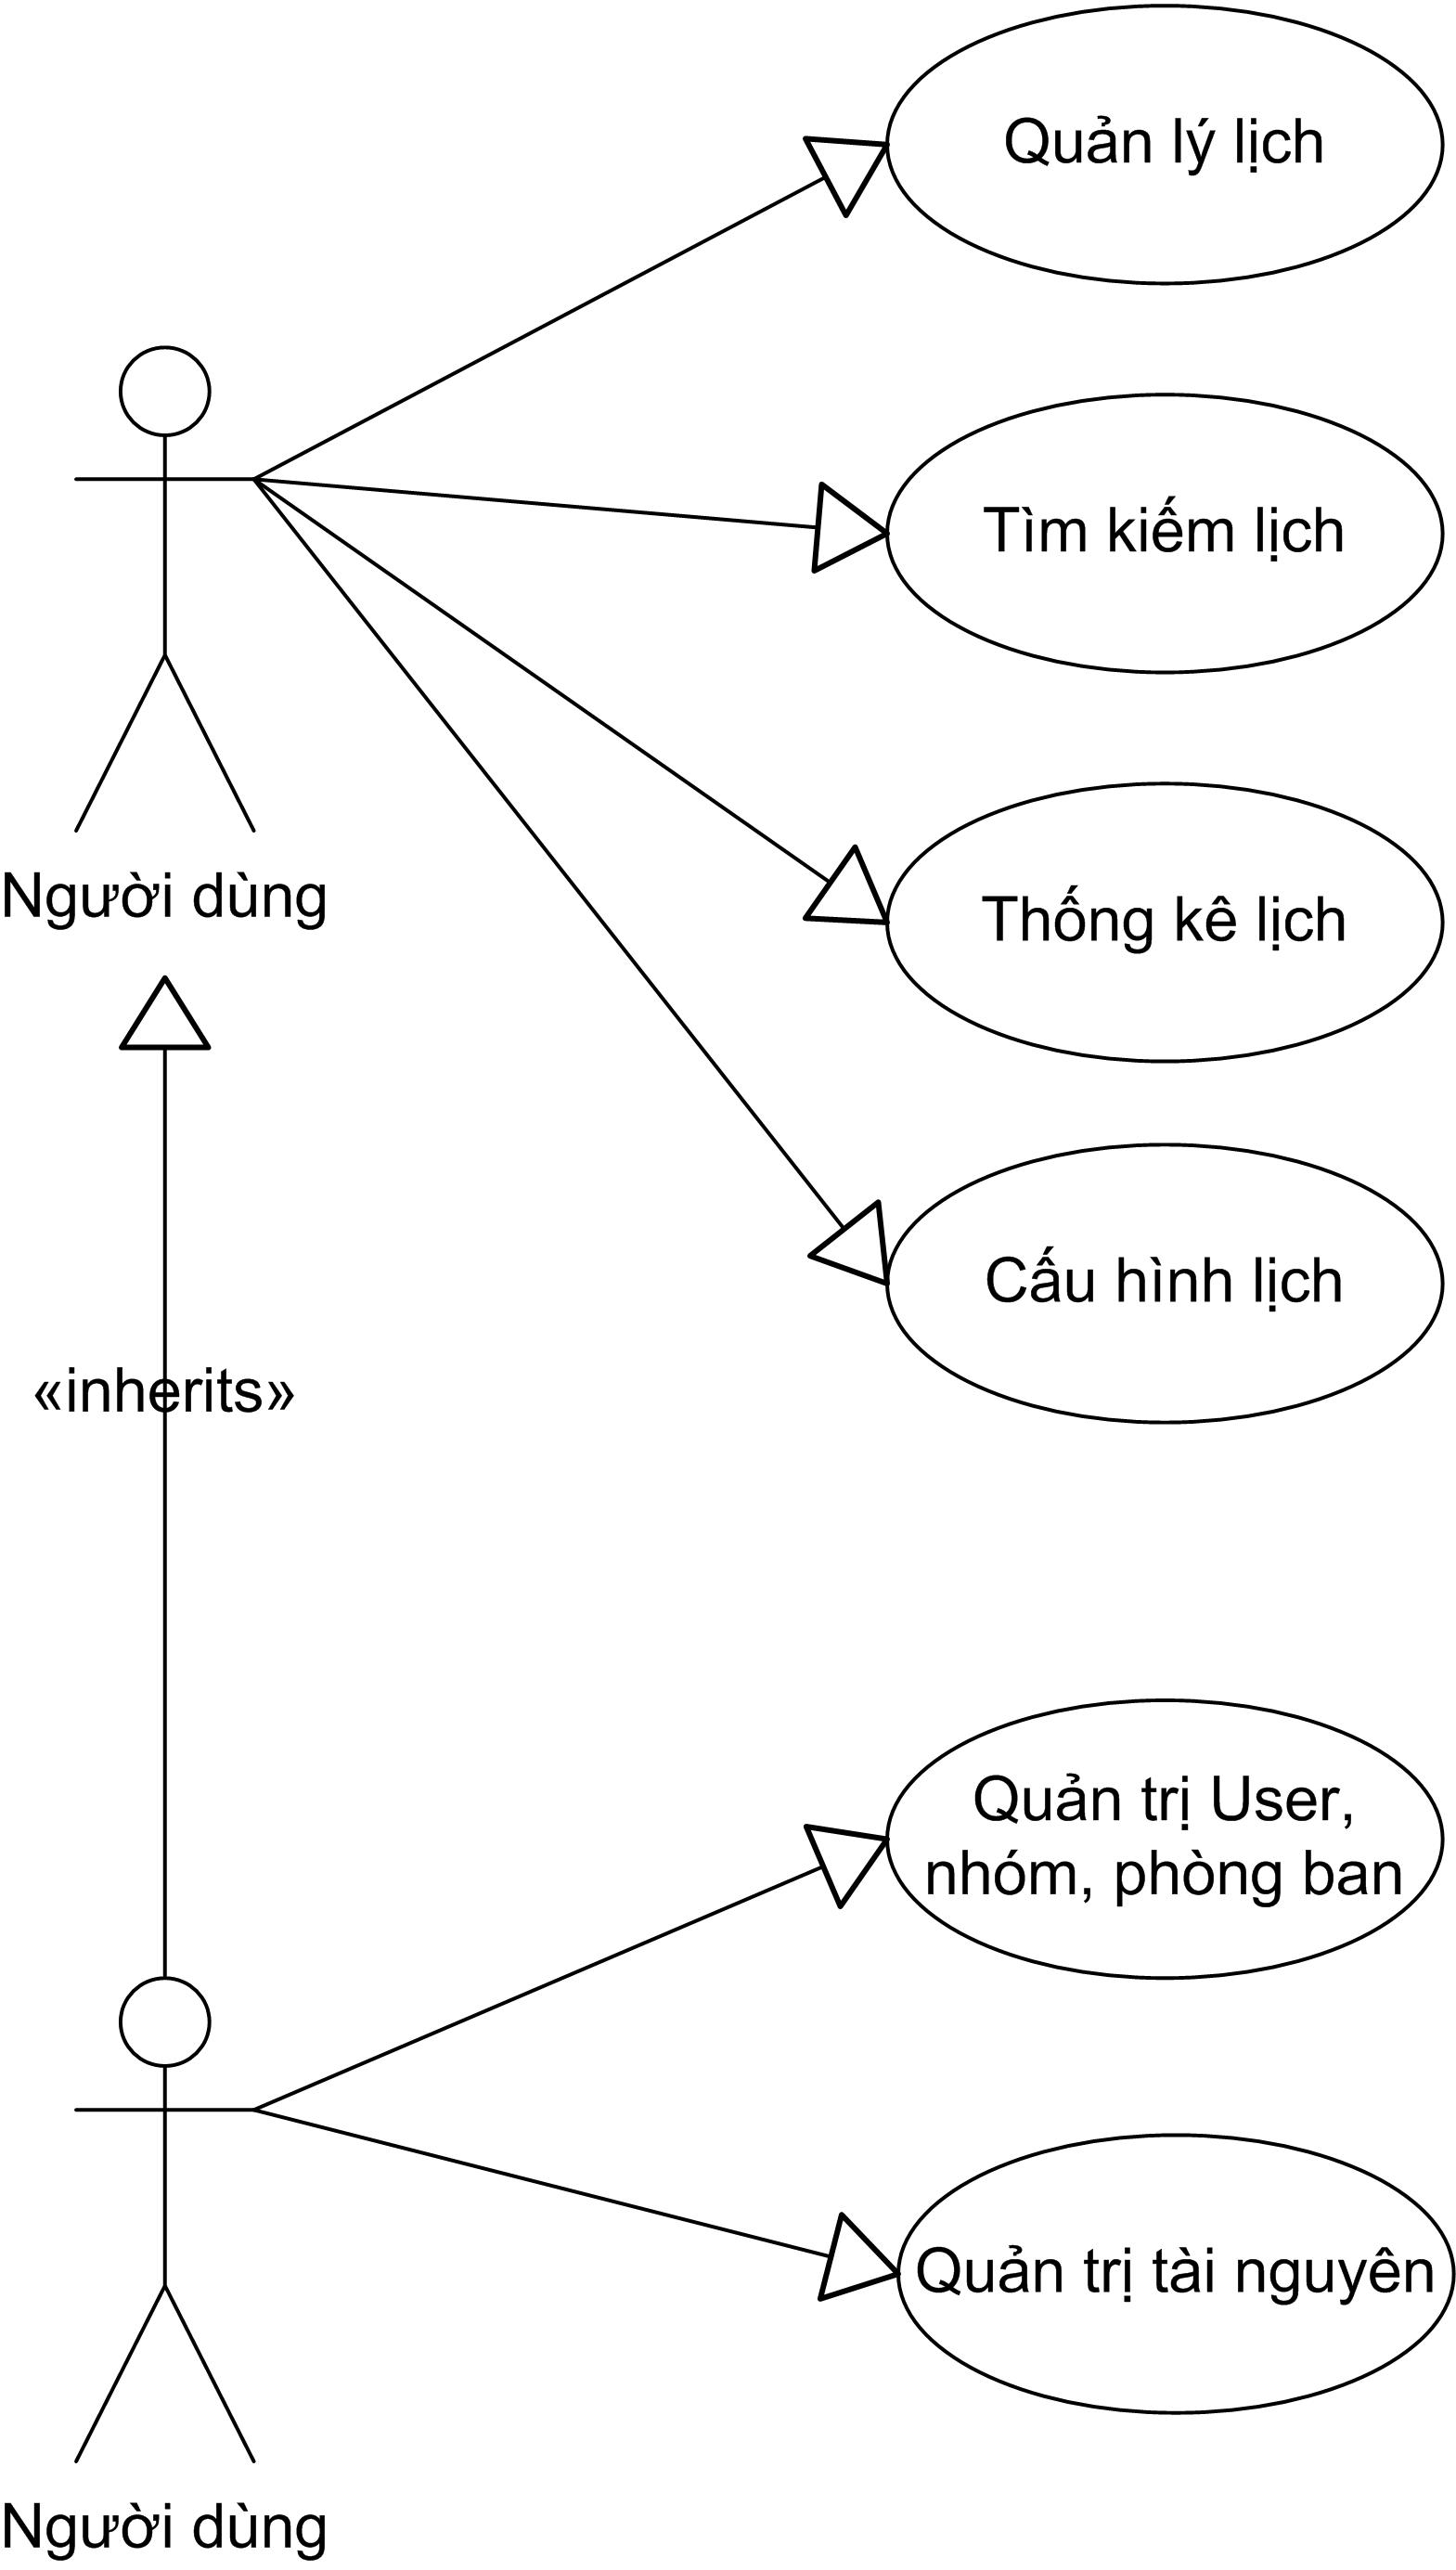 Quản lý lịch
Tìm kiếm lịch
Người dùng
Thống kê lịch
Cấu hình lịch
«inherits»
Quản trị User,
nhóm, phòng ban
Quản trị tài nguyên
Người dùng